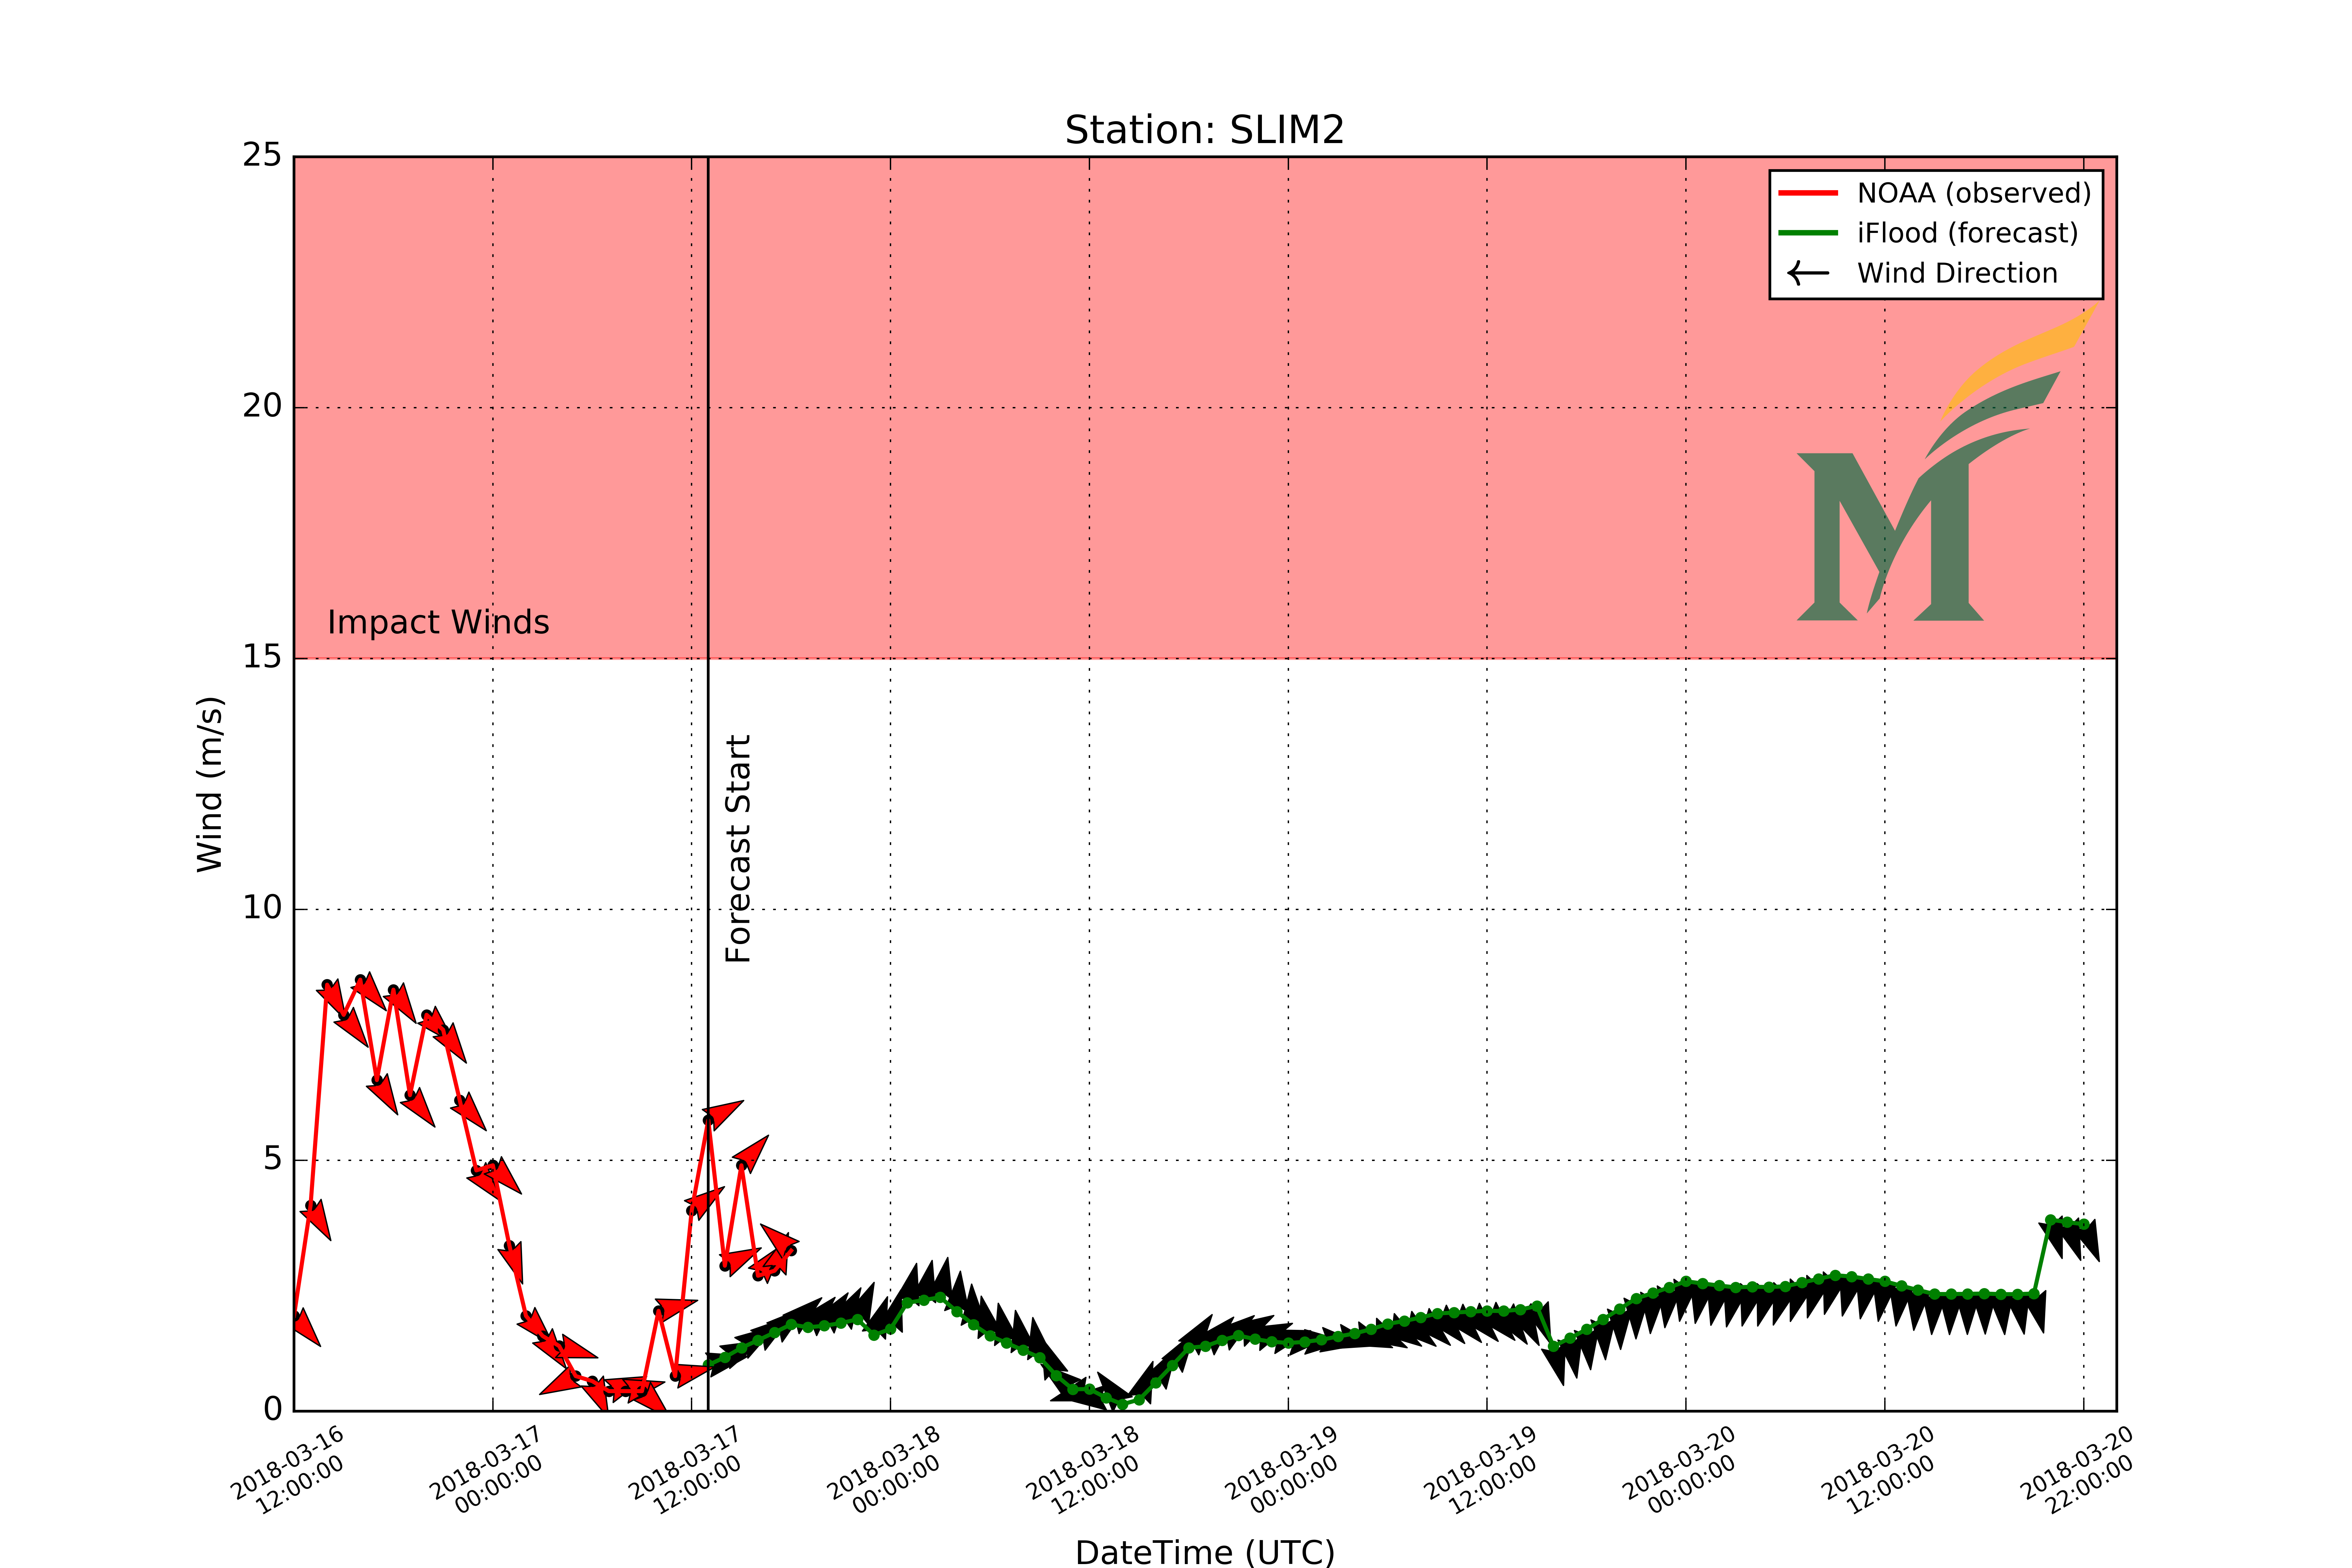 Station: SLIM2
25
20
15
10
5
0
Wind (m/s)
NOAA (observed)
iFlood (forecast)
Wind Direction
M
Impact Winds
Forecast Start
2018-03-16
12:00:00
2018-03-17
00:00:00
2018-03-17
12:00:00
2018-03-18
00:00:00
2018-03-18
12:00:00
2018-03-19
00:00:00
2018-03-19
12:00:00
2018-03-20
00:00:00
2018-03-20
12:00:00
2018-03-20
22:00:00
DateTime (UTC)